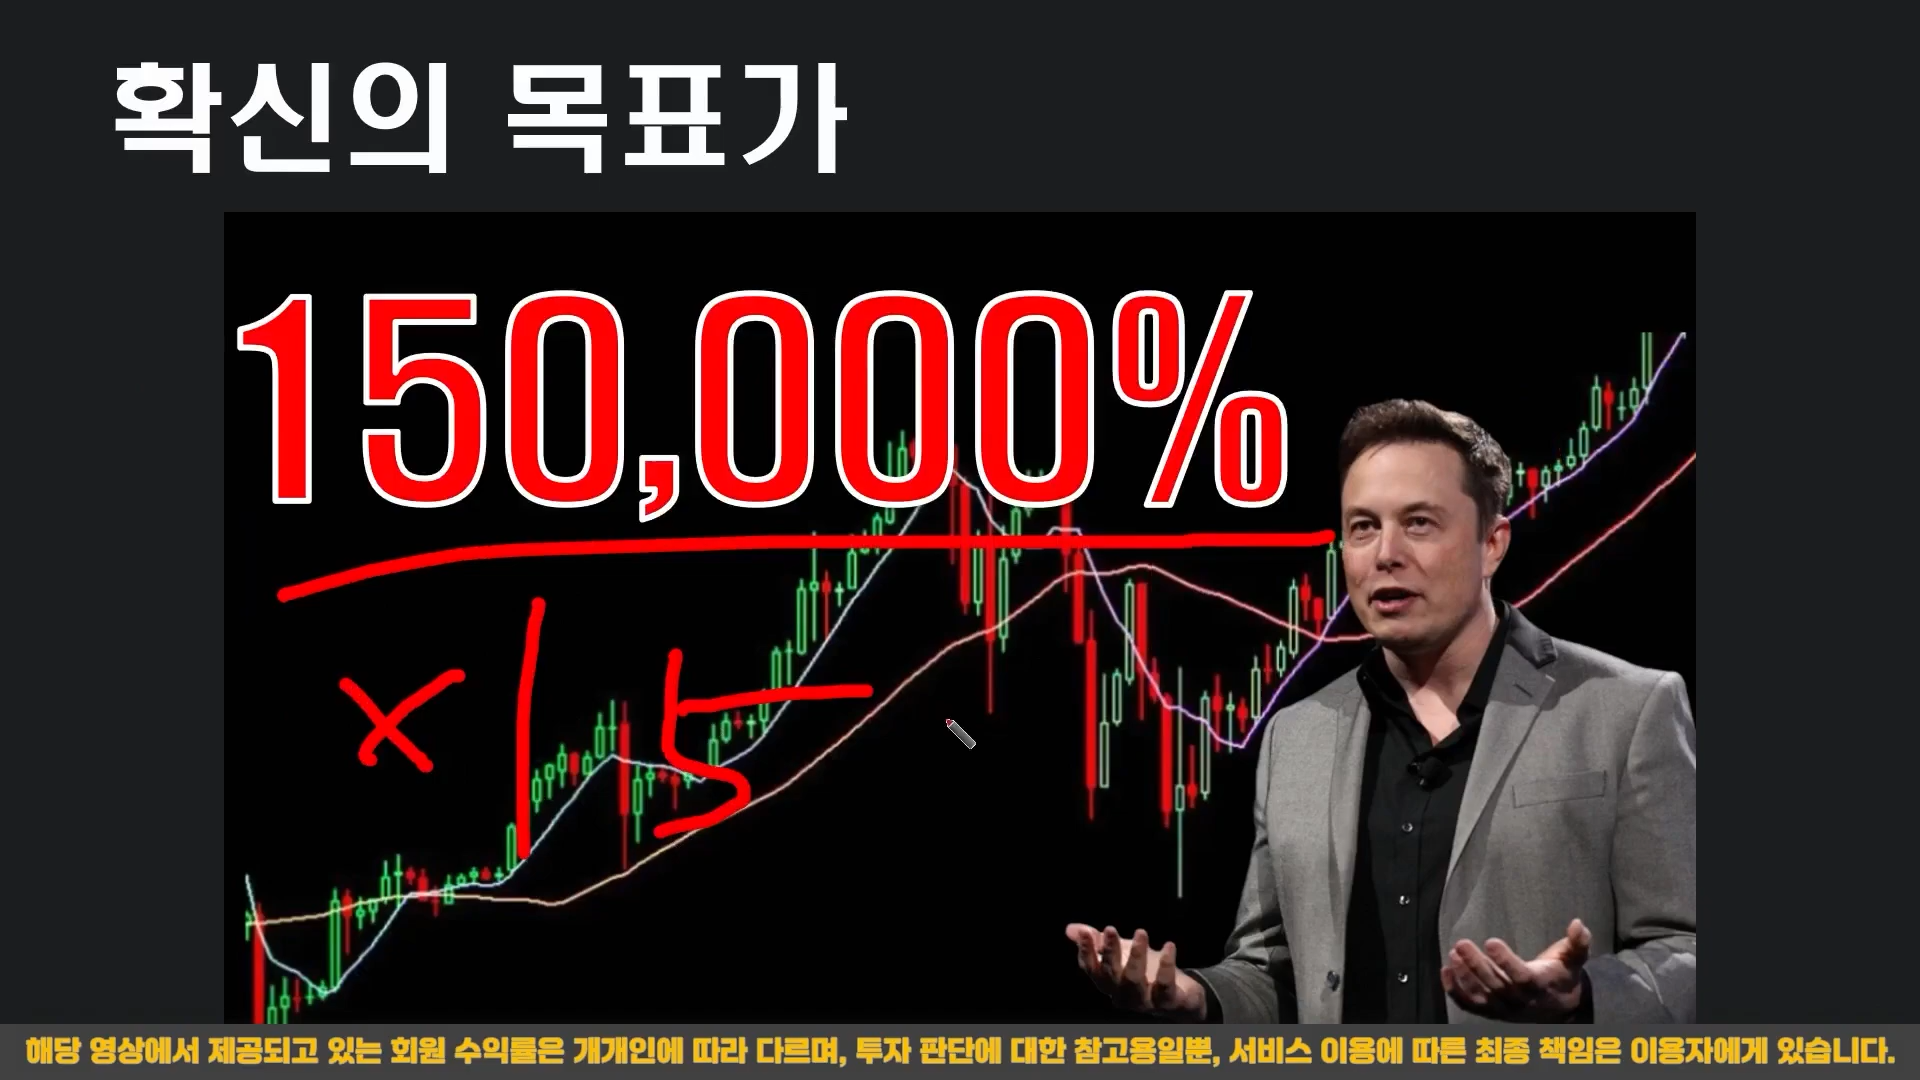 확신의 목표가
150,000%
×15
해당 영상에서 제공되고 있는 회원 수익률은 개개인에 따라 다르며, 투자 판단에 대한 참고용일뿐, 서비스 이용에 따른 최종 책임은 이용자에게 있습니다.